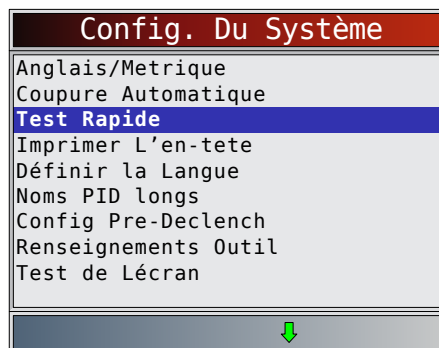 Config. Du Système
Anglais/Metrique
Coupure Automatique
Test Rapide
Imprimer L’en-tete
Définir la Langue
Noms PID longs
Config Pre-Declench
Renseignements Outil
Test de Lécran